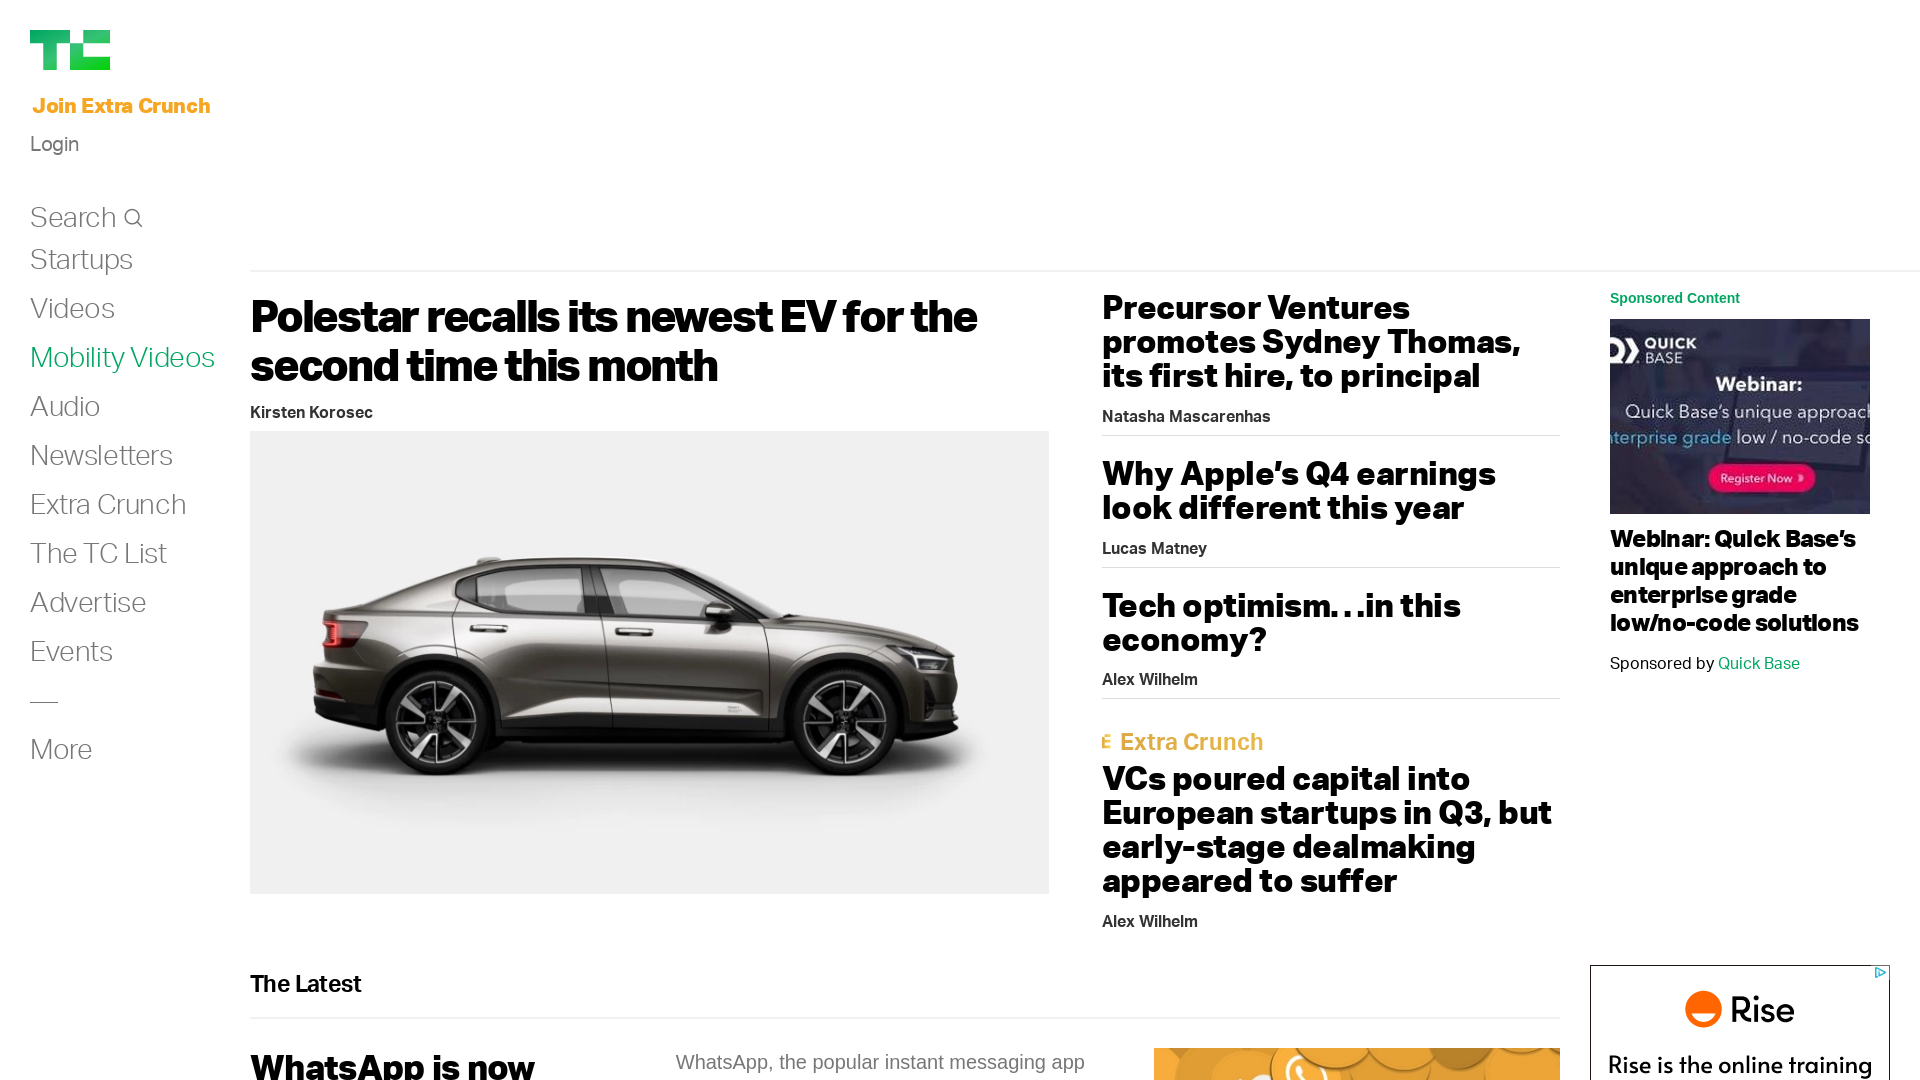 TC
Join Extra Crunch
Login
Search
Startups
Videos
Mobility Videos
Audio
Newsletters
Extra Crunch
The TC List
Advertise
Events
—
More
Polestar recalls its newest EV for the
second time this month
Kirsten Korosec
Precursor Ventures
promotes Sydney Thomas,
its first hire, to principal
Natasha Mascarenhas
Why Apple’s Q4 earnings
look different this year
Lucas Matney
Tech optimism…in this
economy?
Alex Wilhelm
Extra Crunch
VCs poured capital into
European startups in Q3, but
early-stage dealmaking
appeared to suffer
Alex Wilhelm
Sponsored Content
QUICK
BASE
Webinar:
Quick Base’s unique approach
enterprise grade low / no-code so
Register Now
Webinar: Quick Base’s
unique approach to
enterprise grade
low/no-code solutions
Sponsored by Quick Base
The Latest
WhatsApp is now
WhatsApp, the popular instant messaging app
Rise
Rise is the online training